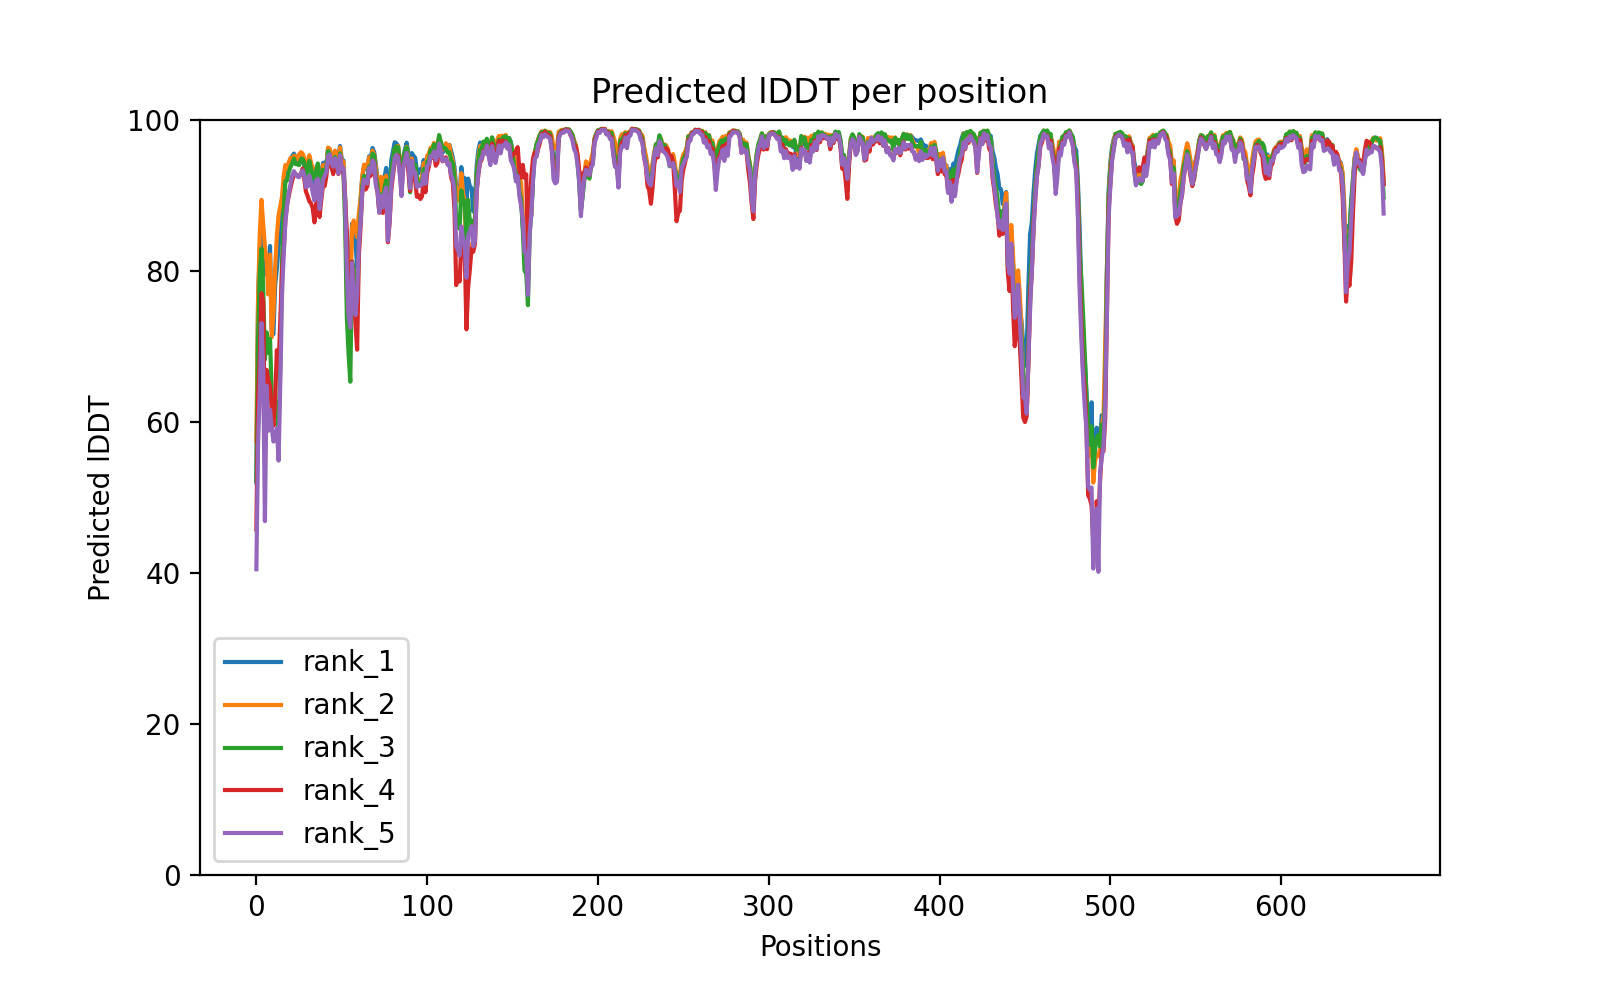 Predicted lDDT per position
100
80
60
40
20
0
Predicted lDDT
rank_1
rank_2
rank_3
rank_4
rank_5
0 100 200 300 400 500 600
Positions